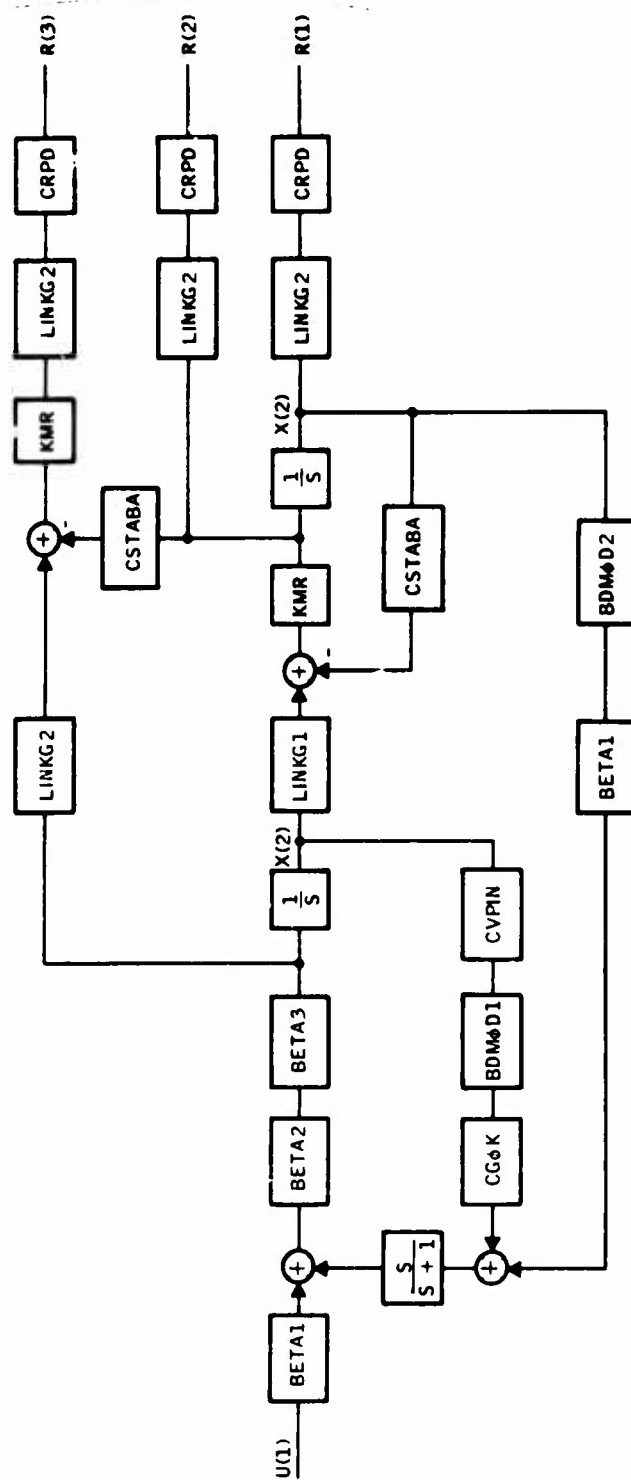 LINKG2
+
-
KMR
LINKG2
CRPD
R(3)
CSTABA
LINKG2
CRPD
R(2)
U(1)
BETA1
+
BETA2
BETA3
1
S
X(2)
LINKG1
+
-
KMR
1
S
X(2)
LINKG2
CRPD
R(1)
CSTABA
S
S + 1
+
CGϕK
BDMϕD1
CVPIN
BETA1
BDMϕD2